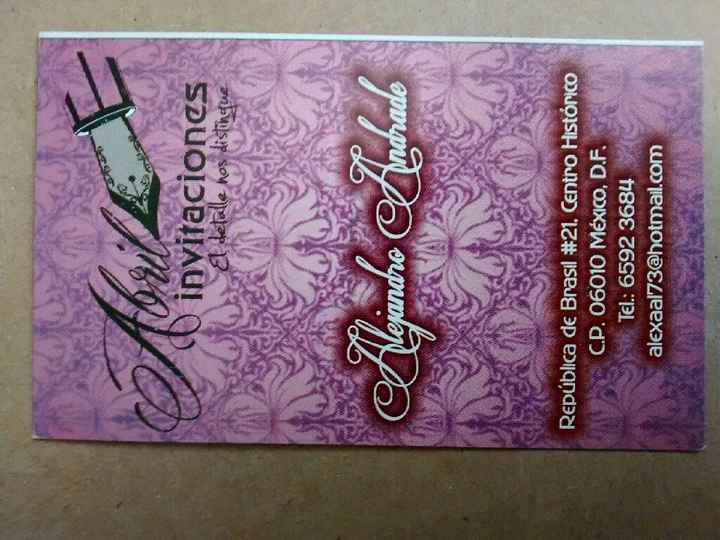 Abril
invitaciones
El detalle nos distingue
Alejandro Andrade
República de Brasil #21, Centro Histórico
C.P. 06010 México, D.F.
Tel: 6592 3684
alexaal73@hotmail.com